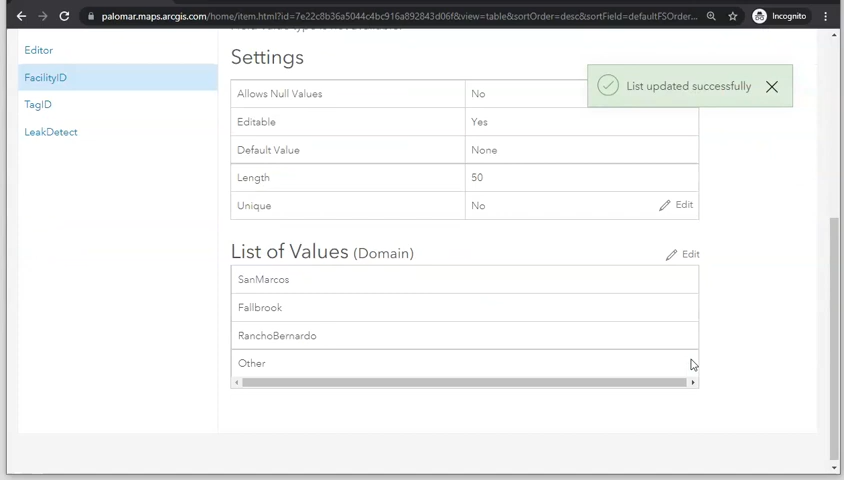 palomar.maps.arcgis.com/home/item.html?id=7e22c8b36a5044c4bc916a892843d06f&view=table&sortOrder=desc&sortField=defaultFSOrder...
Incognito
Editor
FacilityID
TagID
LeakDetect
Settings
List updated successfully
Allows Null Values No
Editable Yes
Default Value None
Length 50
Unique No Edit
List of Values (Domain) Edit
SanMarcos
Fallbrook
RanchoBernardo
Other